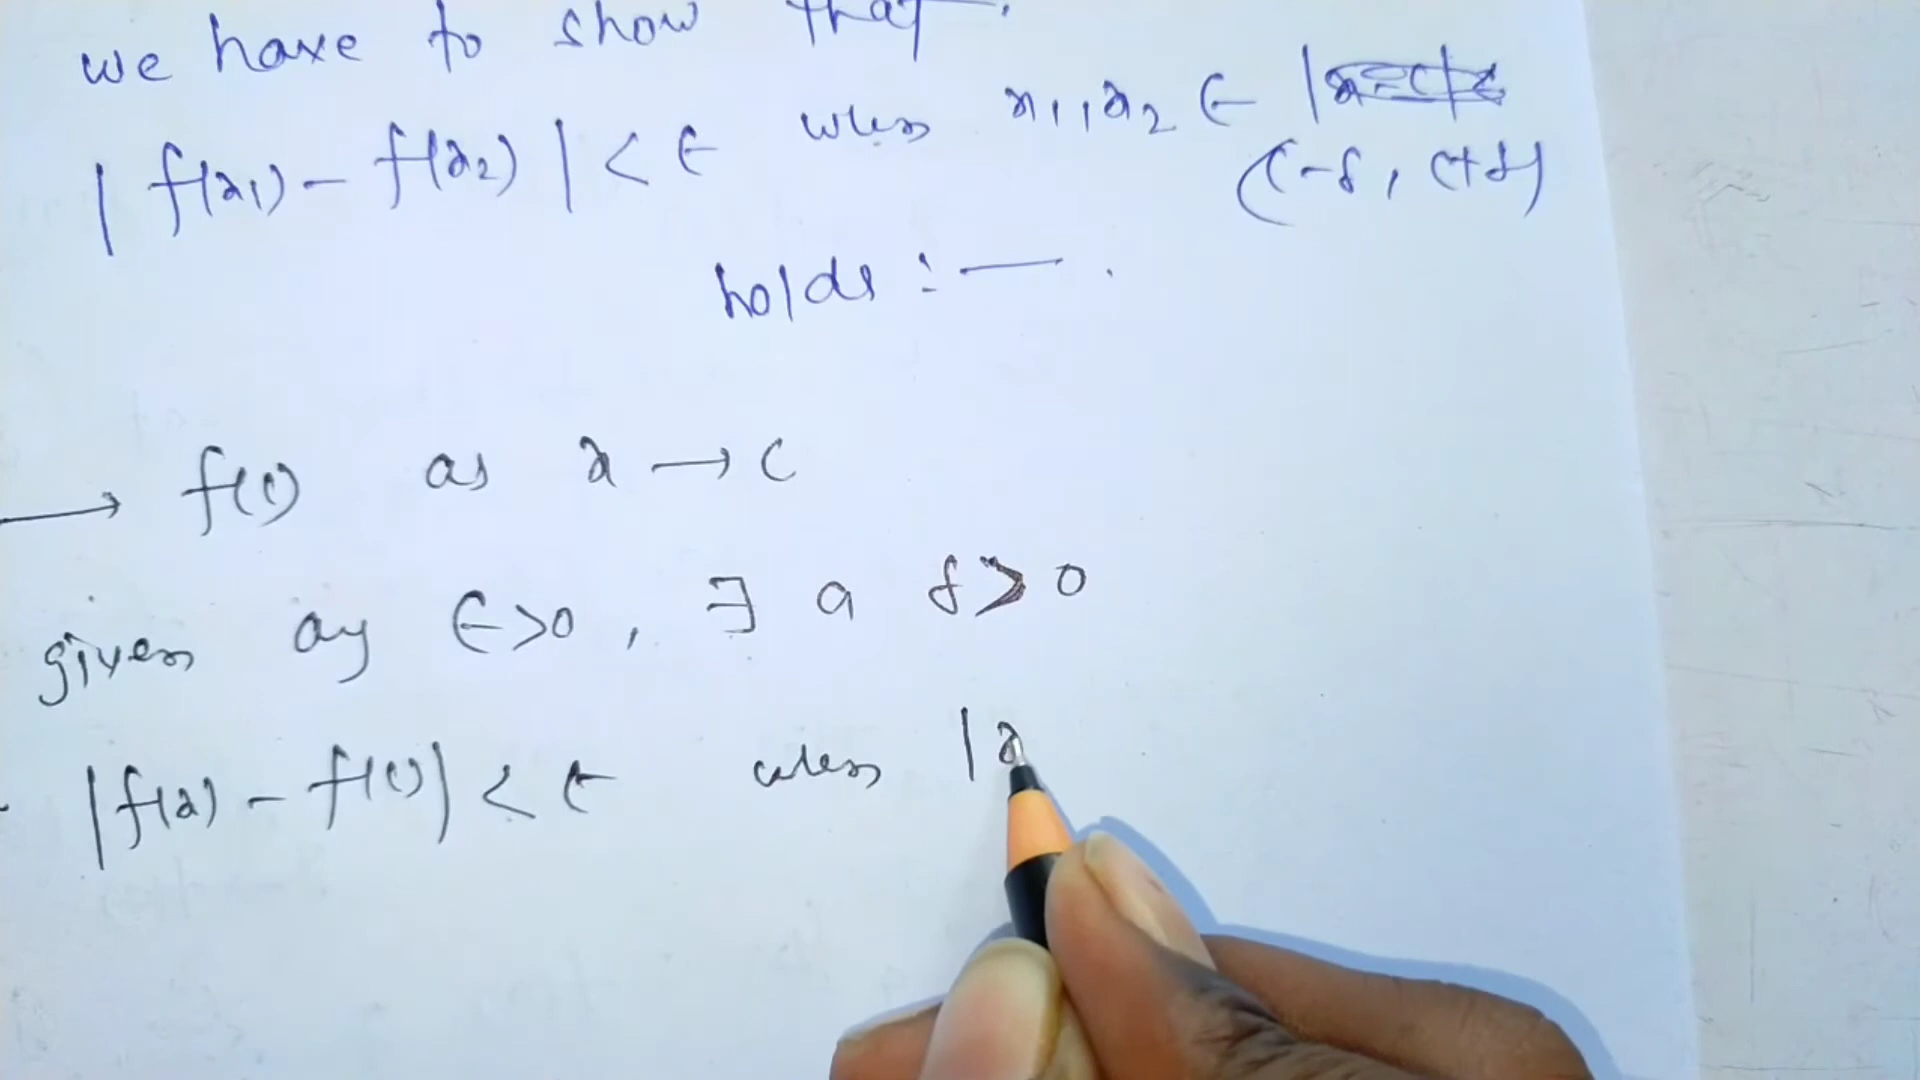 we have to show that.
| f(x1) - f(x2) | < ε when x1, x2 ∈ |x-c|<
(c-δ, c+δ)
holds :— .
→ f(c) as x → c
given any ε>0, ∃ a δ>0
|f(x) - f(c)| < ε when |x